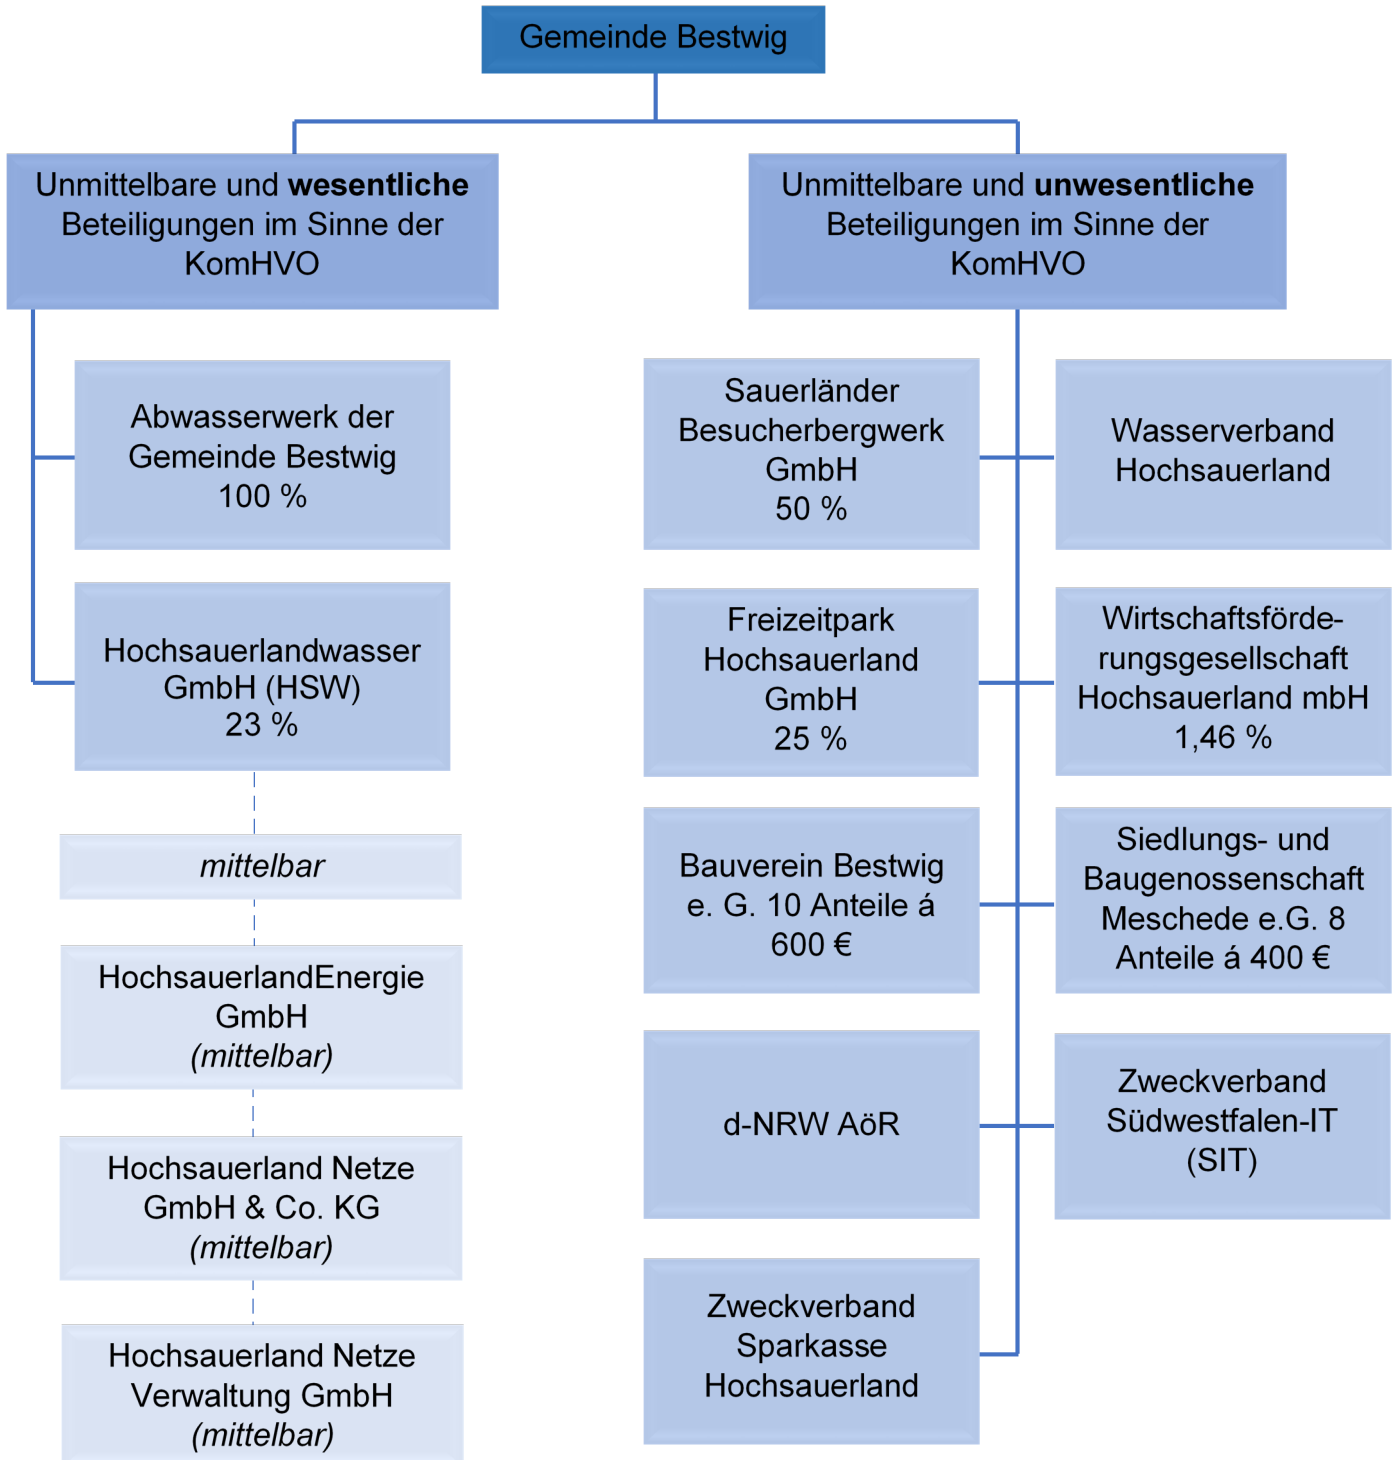 Gemeinde Bestwig
Unmittelbare und wesentliche
Beteiligungen im Sinne der
KomHVO
Abwasserwerk der
Gemeinde Bestwig
100 %
Hochsauerlandwasser
GmbH (HSW)
23 %
mittelbar
HochsauerlandEnergie
GmbH
(mittelbar)
Hochsauerland Netze
GmbH & Co. KG
(mittelbar)
Hochsauerland Netze
Verwaltung GmbH
(mittelbar)
Unmittelbare und unwesentliche
Beteiligungen im Sinne der
KomHVO
Sauerländer
Besucherbergwerk
GmbH
50 %
Wasserverband
Hochsauerland
Freizeitpark
Hochsauerland
GmbH
25 %
Wirtschaftsförde-
rungsgesellschaft
Hochsauerland mbH
1,46 %
Bauverein Bestwig
e. G. 10 Anteile á
600 €
Siedlungs- und
Baugenossenschaft
Meschede e.G. 8
Anteile á 400 €
d-NRW AöR
Zweckverband
Südwestfalen-IT
(SIT)
Zweckverband
Sparkasse
Hochsauerland